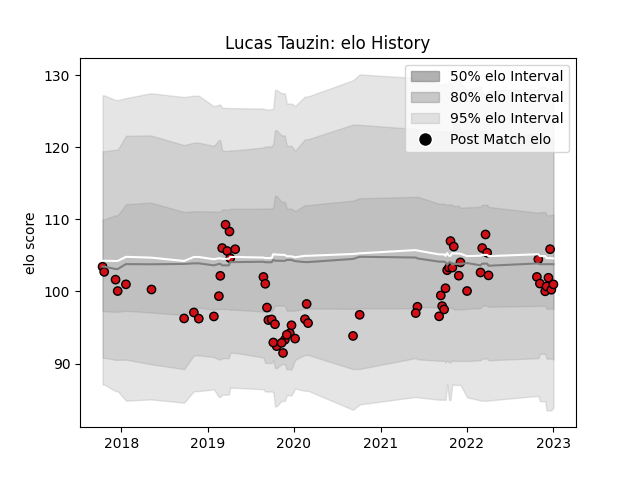 Lucas Tauzin: elo History
130
120
110
100
90
elo score
50% elo Interval
80% elo Interval
95% elo Interval
Post Match elo
2018 2019 2020 2021 2022 2023